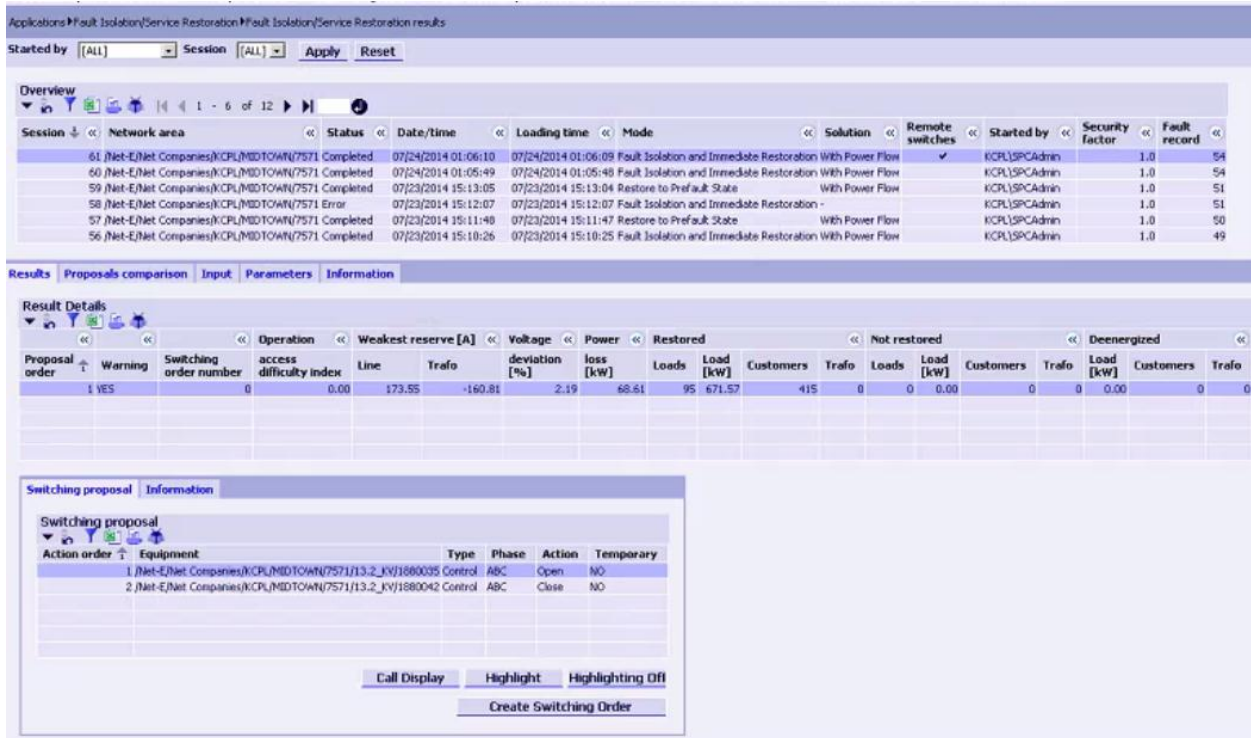 Applications Fault Isolation/Service Restoration Fault Isolation/Service Restoration results
Started by [ALL] Session [ALL] Apply Reset
Overview
1 - 6 of 12
Session Network area Status Date/time Loading time Mode Solution Remote switches Started by Security factor Fault record
61 /Net-E/Net Companies/KCPL/MIDTOWN/7571 Completed 07/24/2014 01:06:10 07/24/2014 01:06:09 Fault Isolation and Immediate Restoration With Power Flow ✔ KCPL\SPCAdmin 1.0 54
60 /Net-E/Net Companies/KCPL/MIDTOWN/7571 Completed 07/24/2014 01:05:49 07/24/2014 01:05:48 Fault Isolation and Immediate Restoration With Power Flow KCPL\SPCAdmin 1.0 54
59 /Net-E/Net Companies/KCPL/MIDTOWN/7571 Completed 07/23/2014 15:13:05 07/23/2014 15:13:04 Restore to Prefault State With Power Flow KCPL\SPCAdmin 1.0 51
58 /Net-E/Net Companies/KCPL/MIDTOWN/7571 Error 07/23/2014 15:12:07 07/23/2014 15:12:07 Fault Isolation and Immediate Restoration - KCPL\SPCAdmin 1.0 51
57 /Net-E/Net Companies/KCPL/MIDTOWN/7571 Completed 07/23/2014 15:11:48 07/23/2014 15:11:47 Restore to Prefault State With Power Flow KCPL\SPCAdmin 1.0 50
56 /Net-E/Net Companies/KCPL/MIDTOWN/7571 Completed 07/23/2014 15:10:26 07/23/2014 15:10:25 Fault Isolation and Immediate Restoration With Power Flow KCPL\SPCAdmin 1.0 49
Results Proposals comparison Input Parameters Information
Result Details
Operation Weakest reserve [A] Voltage Power Restored Not restored Deenergized
Proposal order Warning Switching order number access difficulty index Line Trafo deviation [%] loss [kW] Loads Load [kW] Customers Trafo Loads Load [kW] Customers Trafo Load [kW] Customers Trafo
1 YES 0 0.00 173.55 -160.81 2.19 68.61 95 671.57 415 0 0 0.00 0 0 0.00 0 0
Switching proposal Information
Switching proposal
Action order Equipment Type Phase Action Temporary
1 /Net-E/Net Companies/KCPL/MIDTOWN/7571/13.2_KV/1880035 Control ABC Open NO
2 /Net-E/Net Companies/KCPL/MIDTOWN/7571/13.2_KV/1880042 Control ABC Close NO
Call Display Highlight Highlighting Off
Create Switching Order